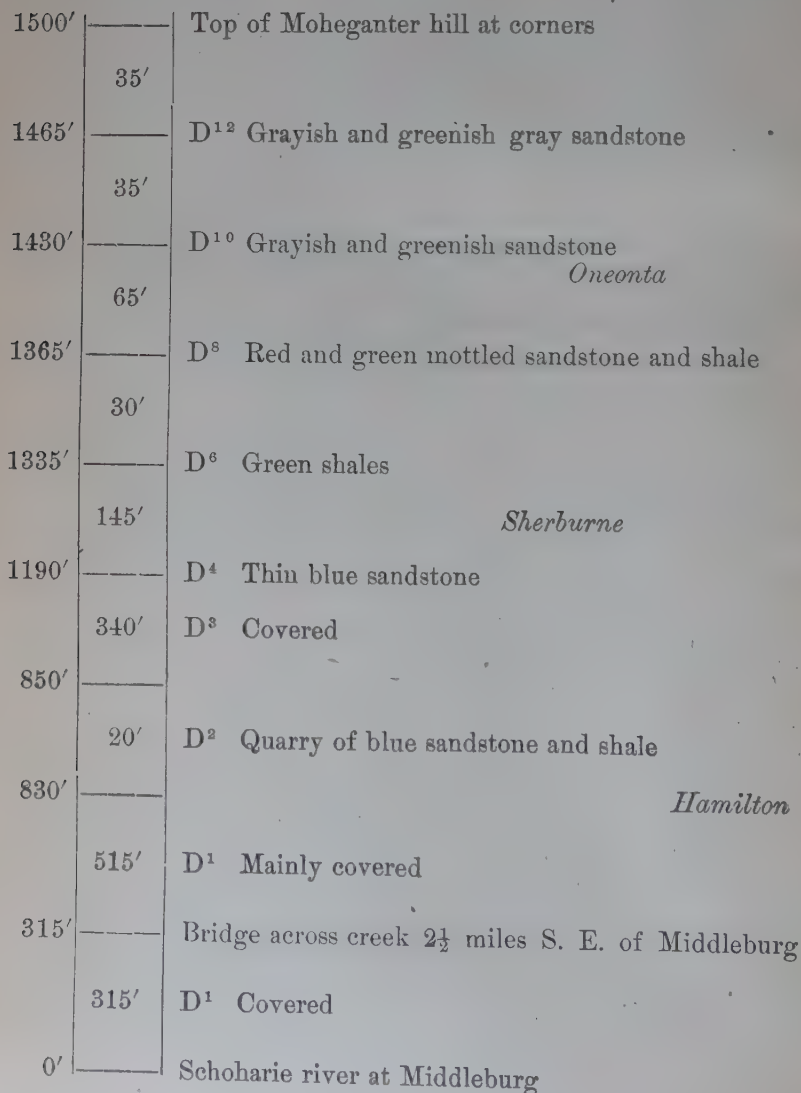 1500′ Top of Moheganter hill at corners
35′
1465′ D¹² Grayish and greenish gray sandstone
35′
1430′ D¹⁰ Grayish and greenish sandstone
Oneonta
65′
1365′ D⁸ Red and green mottled sandstone and shale
30′
1335′ D⁶ Green shales
145′ Sherburne
1190′ D⁴ Thin blue sandstone
340′ D³ Covered
850′
20′ D² Quarry of blue sandstone and shale
830′ Hamilton
515′ D¹ Mainly covered
315′ Bridge across creek 2½ miles S. E. of Middleburg
315′ D¹ Covered
0′ Schoharie river at Middleburg